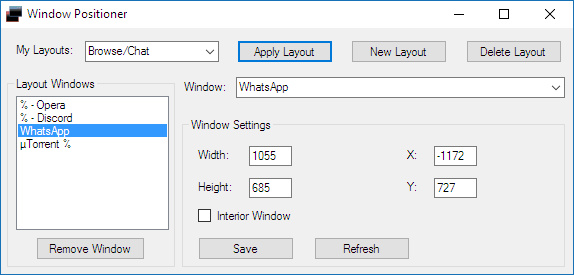 Window Positioner
My Layouts: Browse/Chat Apply Layout New Layout Delete Layout
Layout Windows
Window: WhatsApp
% - Opera
% - Discord
WhatsApp
µTorrent %
Remove Window
Window Settings
Width: 1055 X: -1172
Height: 685 Y: 727
Interior Window
Save Refresh